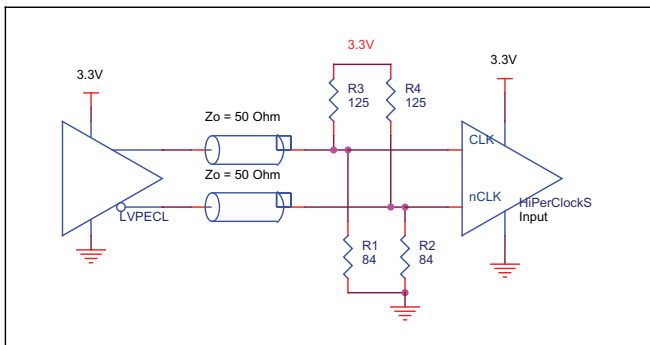 3.3V
3.3V
3.3V
R3
125
R4
125
Zo = 50 Ohm
CLK
Zo = 50 Ohm
nCLK
LVPECL
HiPerClockS
Input
R1
84
R2
84